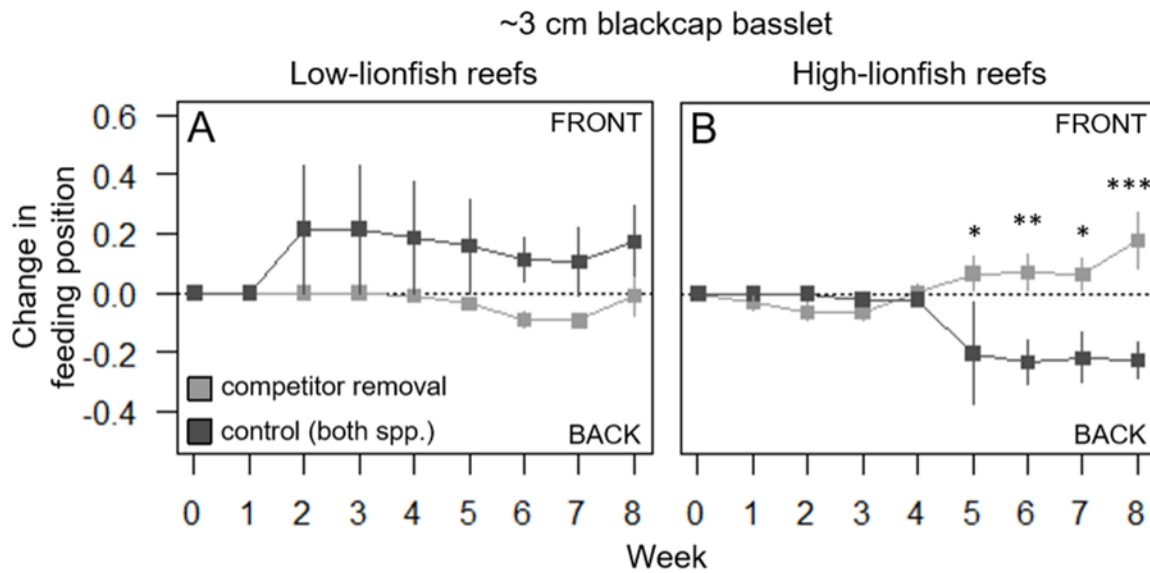 ~3 cm blackcap basslet
Low-lionfish reefs
High-lionfish reefs
Change in
feeding position
0.6
0.4
0.2
0.0
-0.2
-0.4
A
FRONT
competitor removal
control (both spp.)
BACK
B
FRONT
*
**
*
***
BACK
0 1 2 3 4 5 6 7 8
0 1 2 3 4 5 6 7 8
Week